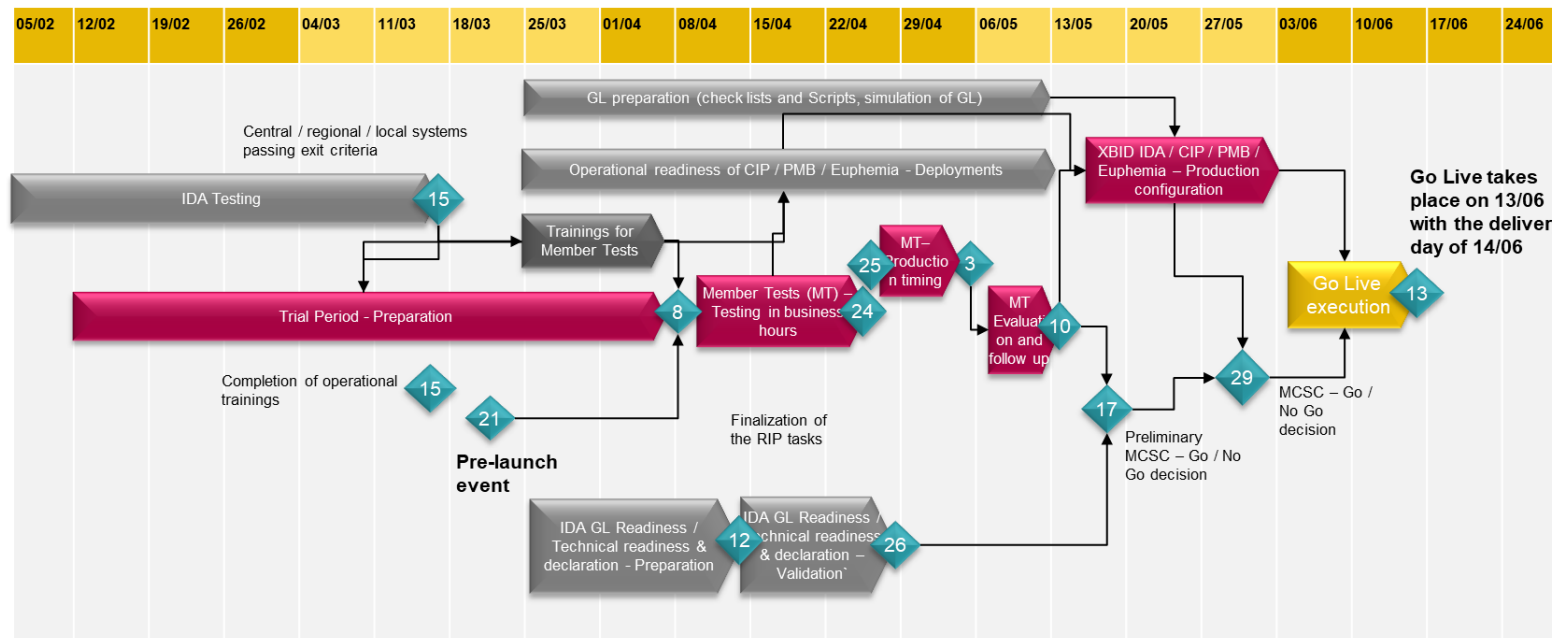 05/02 12/02 19/02 26/02 04/03 11/03 18/03 25/03 01/04 08/04 15/04 22/04 29/04 06/05 13/05 20/05 27/05 03/06 10/06 17/06 24/06
GL preparation (check lists and Scripts, simulation of GL)
Central / regional / local systems
passing exit criteria
Operational readiness of CIP / PMB / Euphemia - Deployments
XBID IDA / CIP / PMB /
Euphemia – Production
configuration
IDA Testing
15
Go Live takes
place on 13/06
with the deliver
day of 14/06
Trainings for
Member Tests
MT–
Productio
n timing
25
3
Trial Period - Preparation
8
Member Tests (MT) –
Testing in business
hours
24
MT
Evaluati
on and
follow up
10
Go Live
execution
13
Completion of operational
trainings
15
21
Pre-launch
event
Finalization of
the RIP tasks
17
Preliminary
MCSC – Go / No
Go decision
29
MCSC – Go /
No Go
decision
IDA GL Readiness /
Technical readiness &
declaration - Preparation
12
IDA GL Readiness /
echnical readiness
& declaration –
Validation`
26